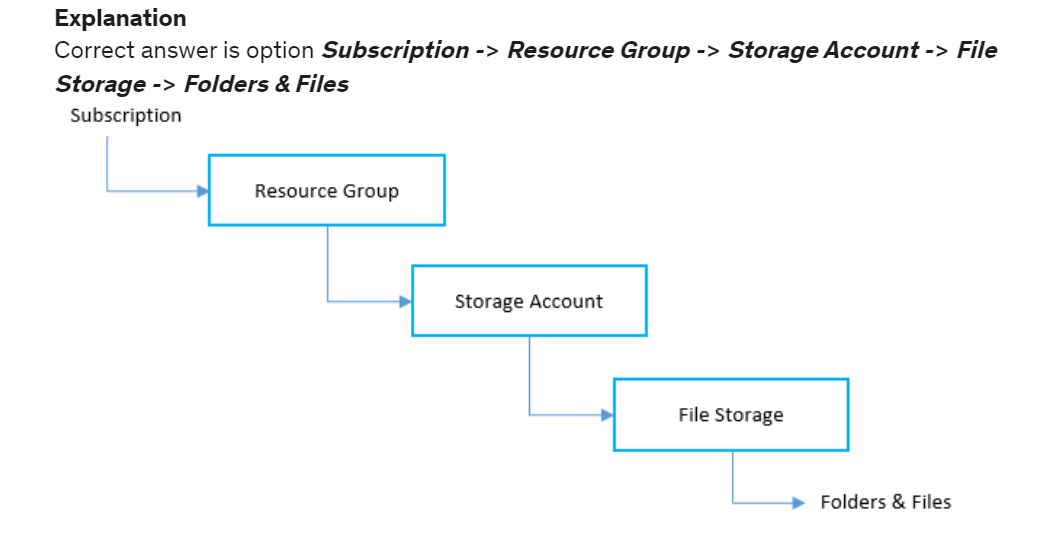 Explanation
Correct answer is option Subscription -> Resource Group -> Storage Account -> File
Storage -> Folders & Files
Subscription
Resource Group
Storage Account
File Storage
Folders & Files